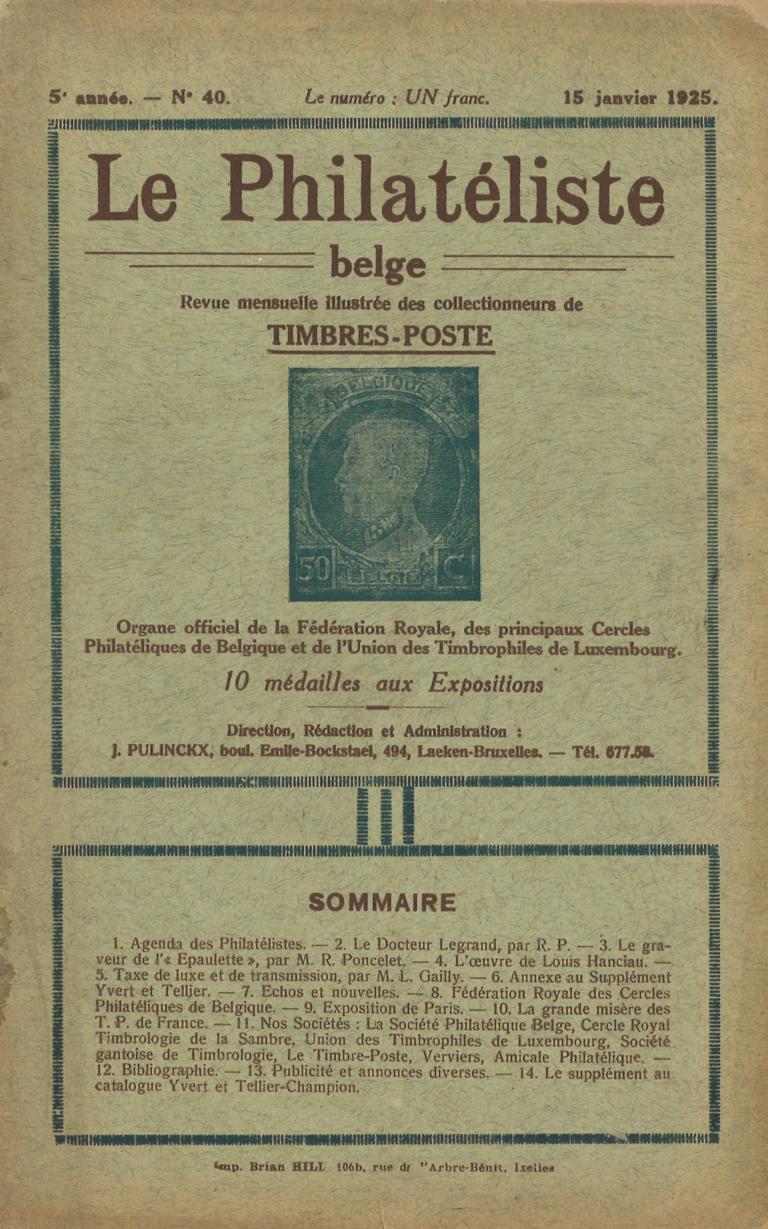 5e année. — N° 40. Le numéro : UN franc. 15 janvier 1925.
Le Philatéliste
belge
Revue mensuelle illustrée des collectionneurs de
TIMBRES-POSTE
BELGIQUE
50 BELGIE C
Organe officiel de la Fédération Royale, des principaux Cercles
Philatéliques de Belgique et de l'Union des Timbrophiles de Luxembourg.
10 médailles aux Expositions
Direction, Rédaction et Administration :
J. PULINCKX, boul. Emile-Bockstael, 494, Laeken-Bruxelles. — Tél. 677.58.
SOMMAIRE
1. Agenda des Philatélistes. — 2. Le Docteur Legrand, par R. P. — 3. Le gra-
veur de l'« Epaulette », par M. R. Poncelet. — 4. L'œuvre de Louis Hanciau. —
5. Taxe de luxe et de transmission, par M. L. Gailly. — 6. Annexe au Supplément
Yvert et Tellier. — 7. Echos et nouvelles. — 8. Fédération Royale des Cercles
Philatéliques de Belgique. — 9. Exposition de Paris. — 10. La grande misère des
T. P. de France. — 11. Nos Sociétés : La Société Philatélique Belge, Cercle Royal
Timbrologie de la Sambre, Union des Timbrophiles de Luxembourg, Société
gantoise de Timbrologie, Le Timbre-Poste, Verviers, Amicale Philatélique. —
12. Bibliographie. — 13. Publicité et annonces diverses. — 14. Le supplément au
catalogue Yvert et Tellier-Champion.
Imp. Brian HILL 106b, rue de l'Arbre-Bénit, Ixelles